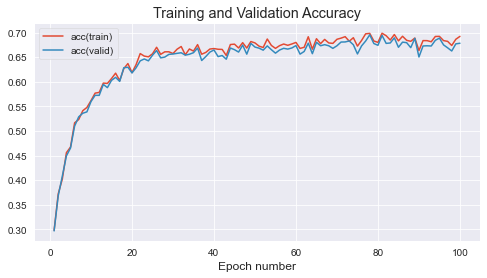 Training and Validation Accuracy
acc(train)
acc(valid)
0.70
0.65
0.60
0.55
0.50
0.45
0.40
0.35
0.30
0 20 40 60 80 100
Epoch number